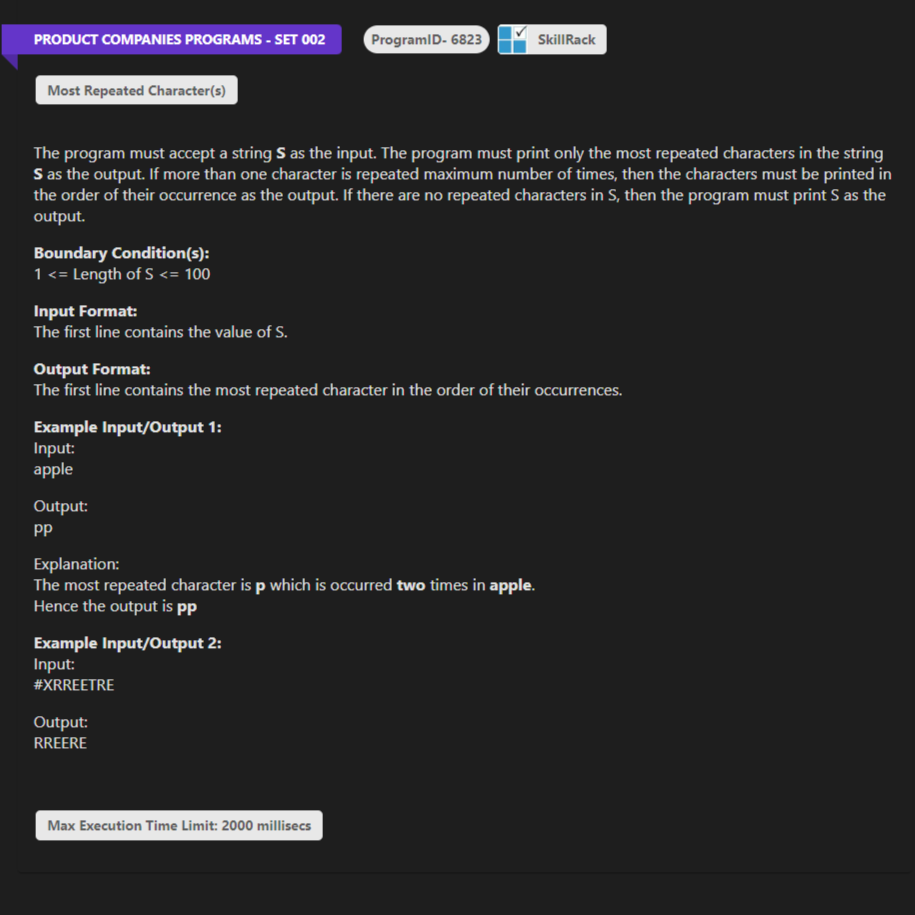 PRODUCT COMPANIES PROGRAMS - SET 002
ProgramID- 6823
SkillRack
Most Repeated Character(s)
The program must accept a string S as the input. The program must print only the most repeated characters in the string
S as the output. If more than one character is repeated maximum number of times, then the characters must be printed in
the order of their occurrence as the output. If there are no repeated characters in S, then the program must print S as the
output.
Boundary Condition(s):
1 <= Length of S <= 100
Input Format:
The first line contains the value of S.
Output Format:
The first line contains the most repeated character in the order of their occurrences.
Example Input/Output 1:
Input:
apple
Output:
pp
Explanation:
The most repeated character is p which is occurred two times in apple.
Hence the output is pp
Example Input/Output 2:
Input:
#XRREETRE
Output:
RREERE
Max Execution Time Limit: 2000 millisecs